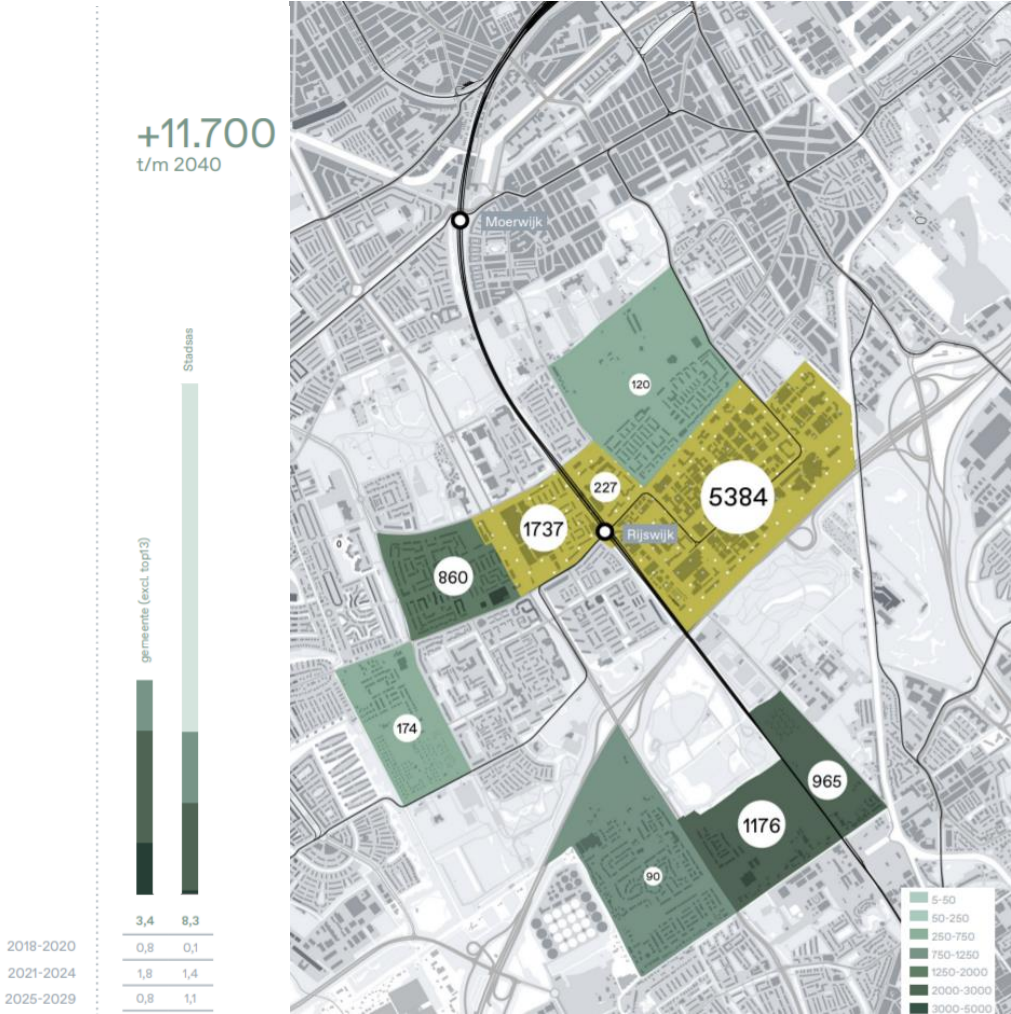 +11.700
t/m 2040
Stadsas
gemeente (excl. top13)
3,4 8,3
2018-2020 0,8 0,1
2021-2024 1,8 1,4
2025-2029 0,8 1,1
Moerwijk
120
227
5384
1737
Rijswijk
860
174
965
1176
90
5-50
50-250
250-750
750-1250
1250-2000
2000-3000
3000-5000